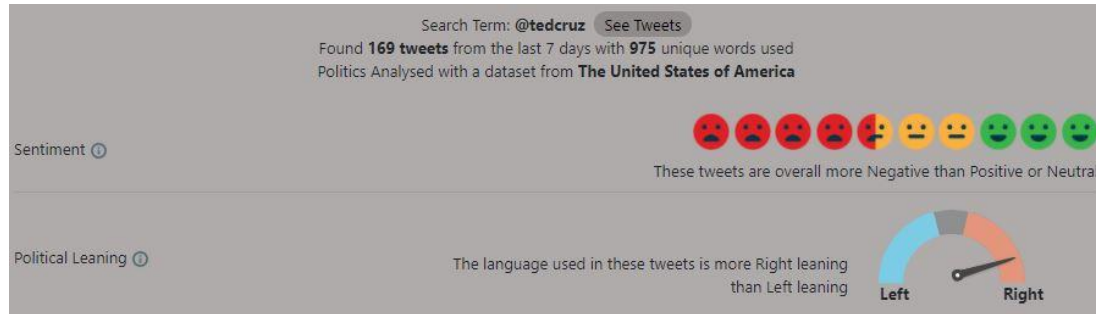 Search Term: @tedcruz See Tweets
Found 169 tweets from the last 7 days with 975 unique words used
Politics Analysed with a dataset from The United States of America
Sentiment
These tweets are overall more Negative than Positive or Neutral
Political Leaning
The language used in these tweets is more Right leaning
than Left leaning
Left Right